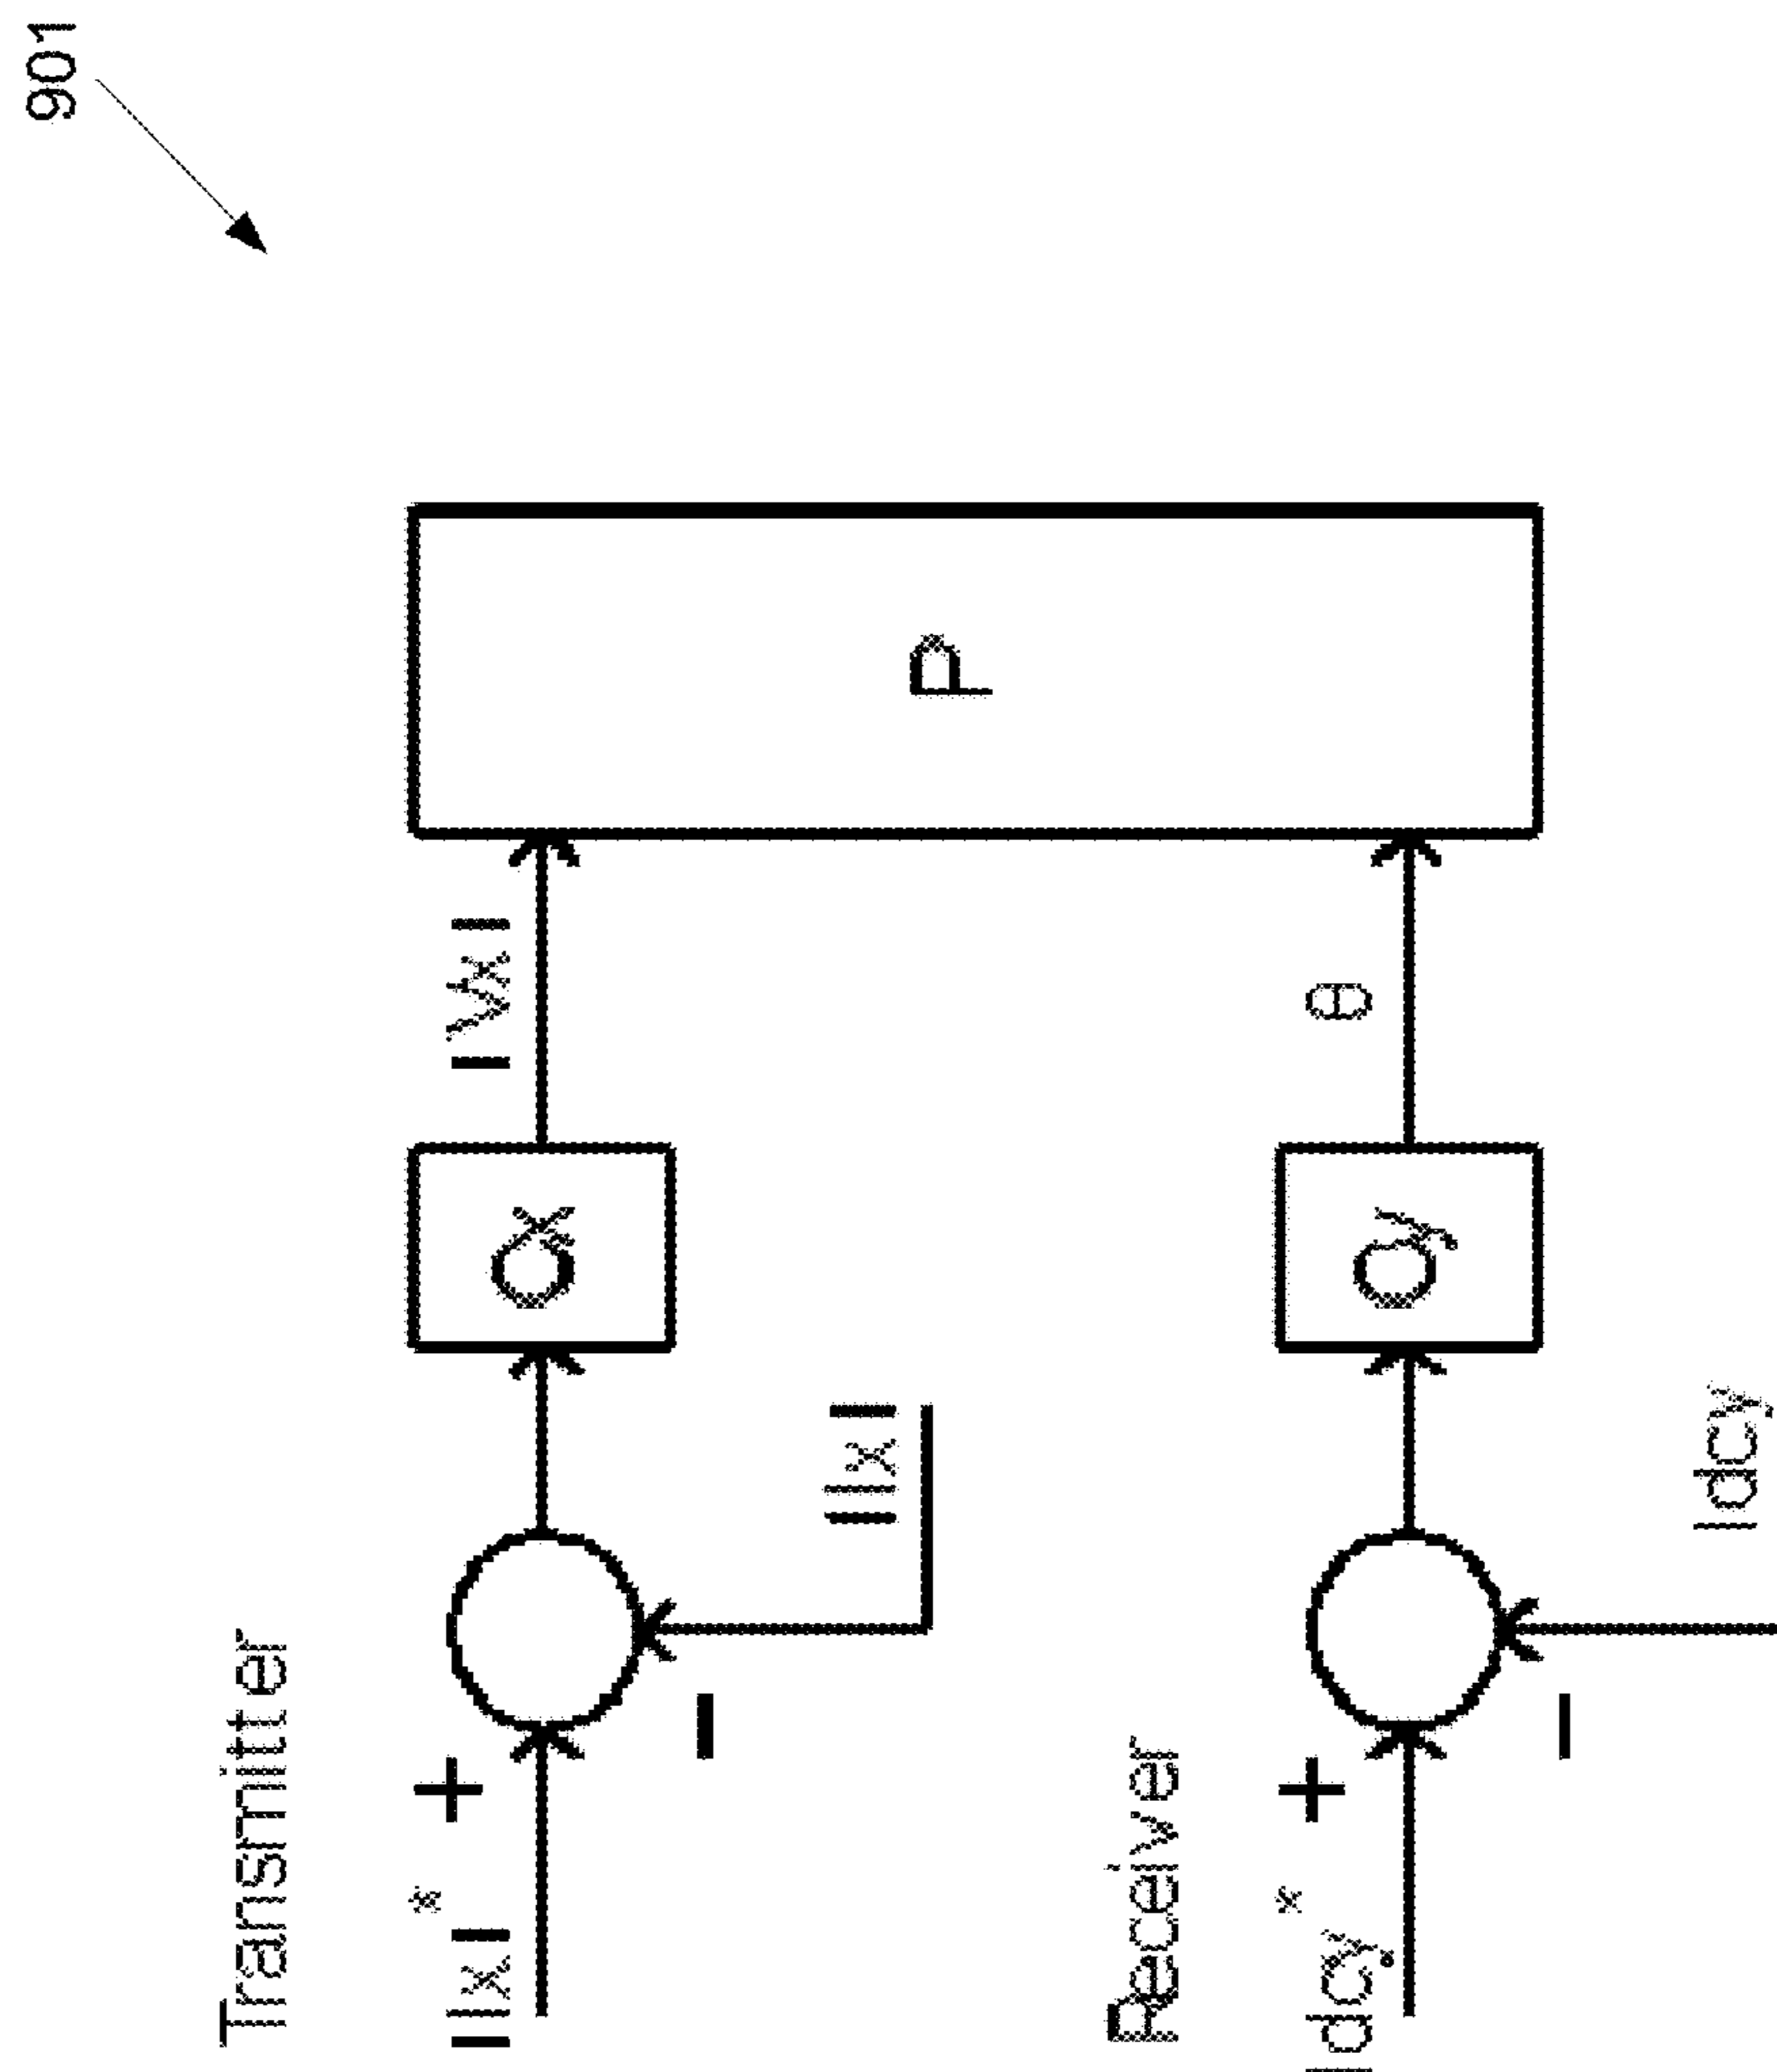 901
Transmitter
|Ix|* +
Cx
|Vx|
−
|Ix|
P
Receiver
Idcy* +
Cy
θ
−
Idcy